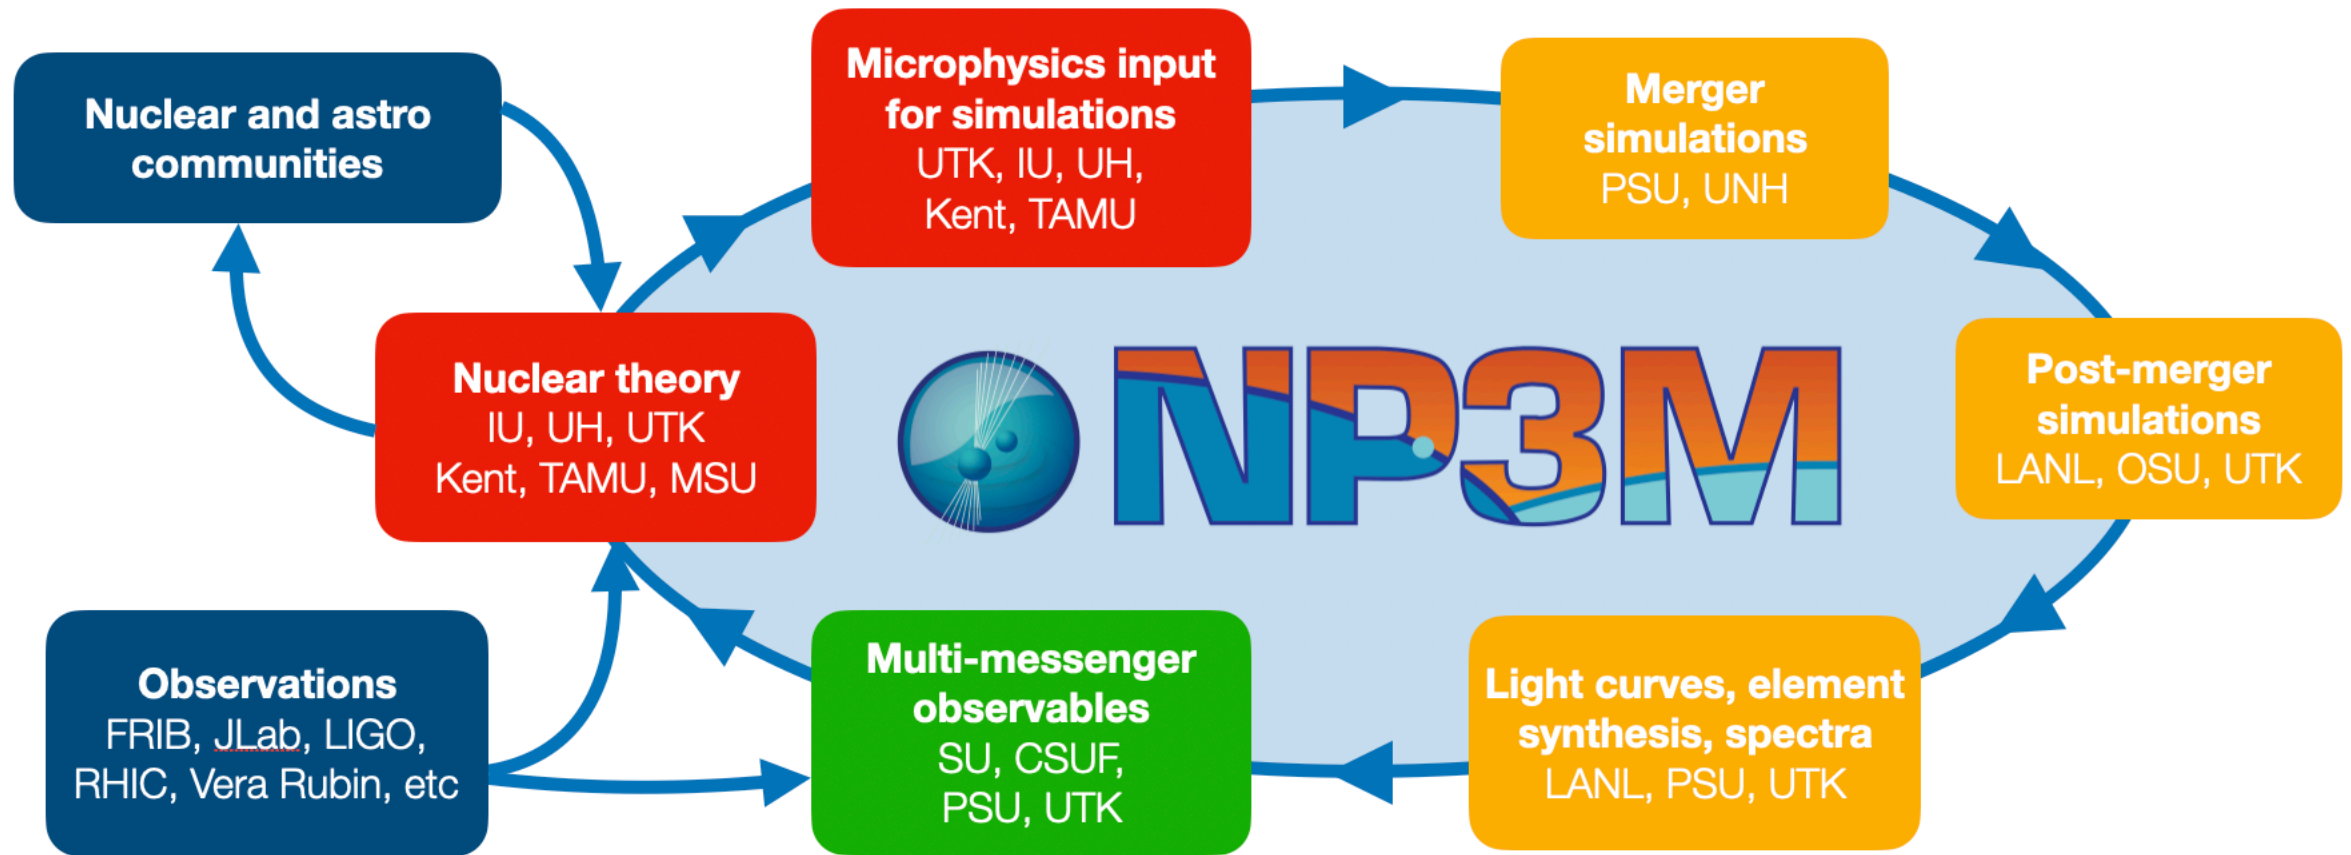 Nuclear and astro
communities
Microphysics input
for simulations
UTK, IU, UH,
Kent, TAMU
Merger
simulations
PSU, UNH
Nuclear theory
IU, UH, UTK
Kent, TAMU, MSU
NP3M
Post-merger
simulations
LANL, OSU, UTK
Observations
FRIB, JLab, LIGO,
RHIC, Vera Rubin, etc
Multi-messenger
observables
SU, CSUF,
PSU, UTK
Light curves, element
synthesis, spectra
LANL, PSU, UTK